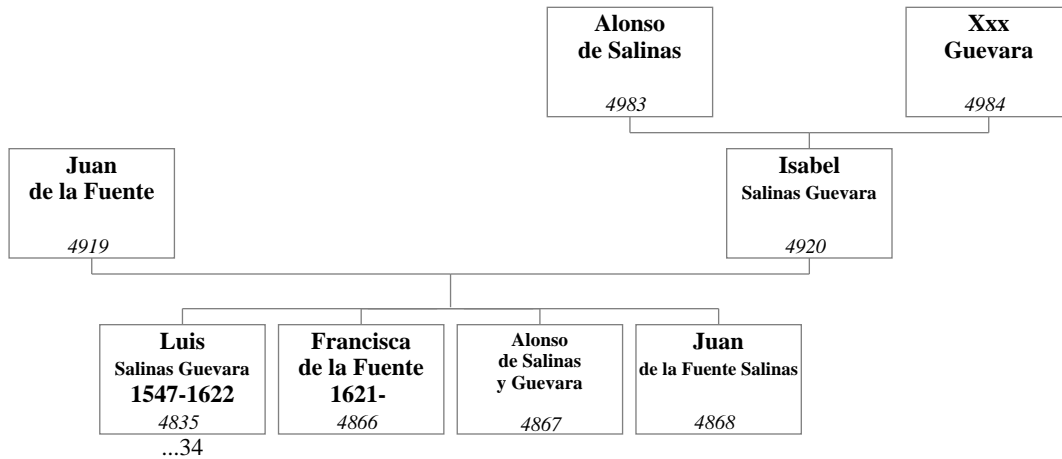 Alonso
de Salinas
4983
Xxx
Guevara
4984
Juan
de la Fuente
4919
Isabel
Salinas Guevara
4920
Luis
Salinas Guevara
1547-1622
4835
...34
Francisca
de la Fuente
1621-
4866
Alonso
de Salinas
y Guevara
4867
Juan
de la Fuente Salinas
4868